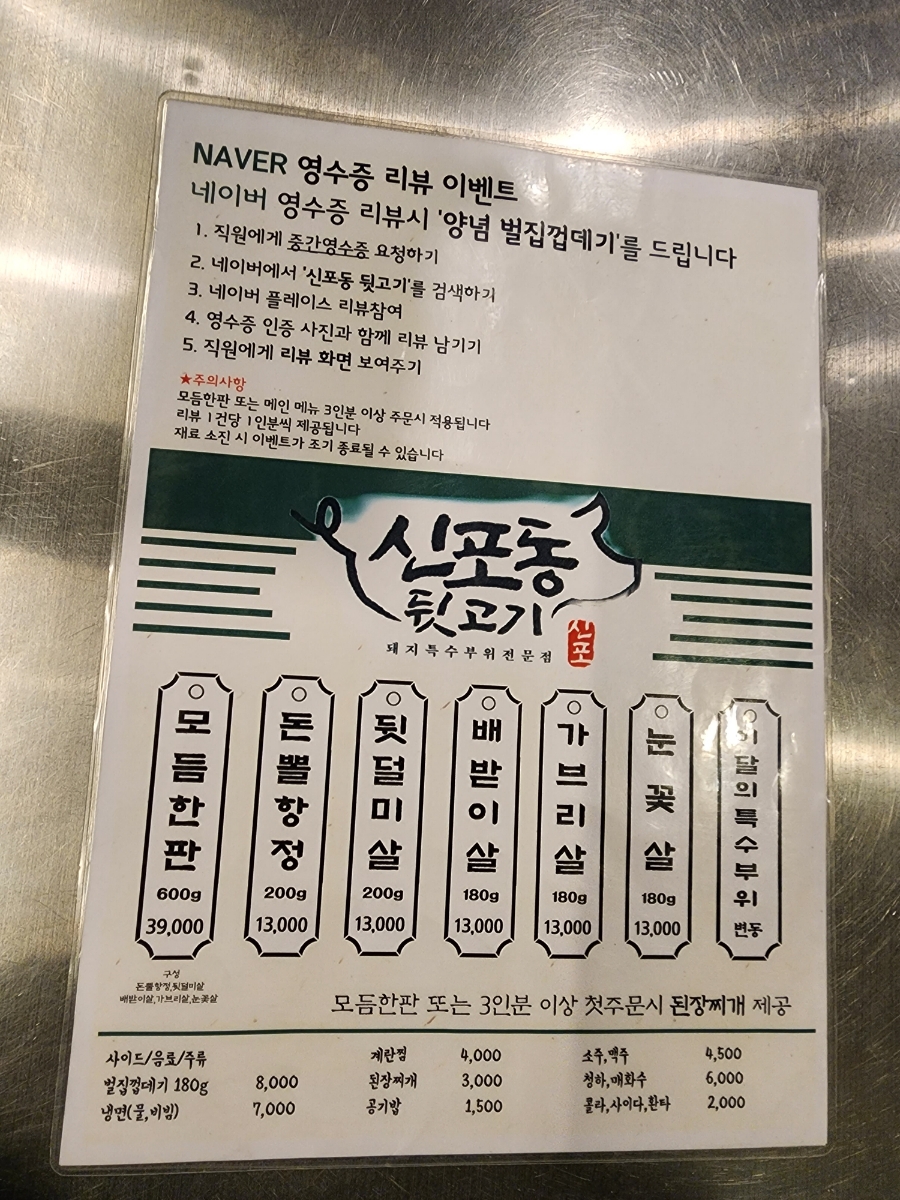 NAVER 영수증 리뷰 이벤트
네이버 영수증 리뷰시 '양념 벌집껍데기'를 드립니다
1. 직원에게 중간영수증 요청하기
2. 네이버에서 '신포동 뒷고기'를 검색하기
3. 네이버 플레이스 리뷰참여
4. 영수증 인증 사진과 함께 리뷰 남기기
5. 직원에게 리뷰 화면 보여주기
★주의사항
모듬한판 또는 메인 메뉴 3인분 이상 주문시 적용됩니다
리뷰 1건당 1인분씩 제공됩니다
재료 소진 시 이벤트가 조기 종료될 수 있습니다
신포동
뒷고기
돼지특수부위전문점
신포
모듬한판
600g
39,000
돈뽈항정
200g
13,000
뒷덜미살
200g
13,000
배받이살
180g
13,000
가브리살
180g
13,000
눈꽃살
180g
13,000
이달의특수부위
변동
구성
돈뽈항정,뒷덜미살
배받이살,가브리살,눈꽃살
모듬한판 또는 3인분 이상 첫주문시 된장찌개 제공
사이드/음료/주류
벌집껍데기 180g 8,000
냉면(물,비빔) 7,000
계란찜 4,000
된장찌개 3,000
공기밥 1,500
소주,맥주 4,500
청하,매화수 6,000
콜라,사이다,환타 2,000